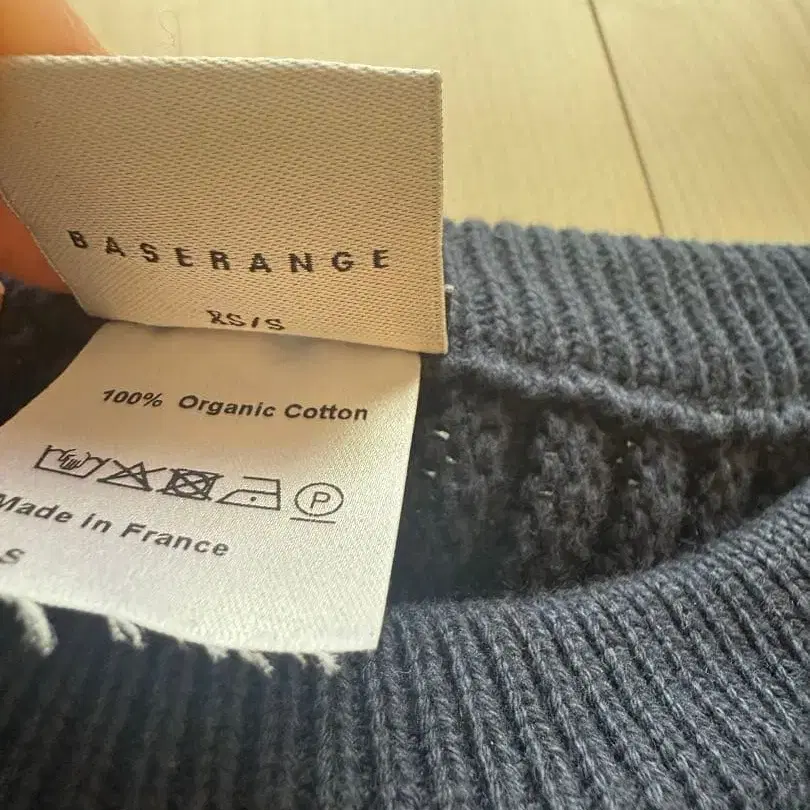 BASERANGE
XS/S
100% Organic Cotton
P
Made in France
S